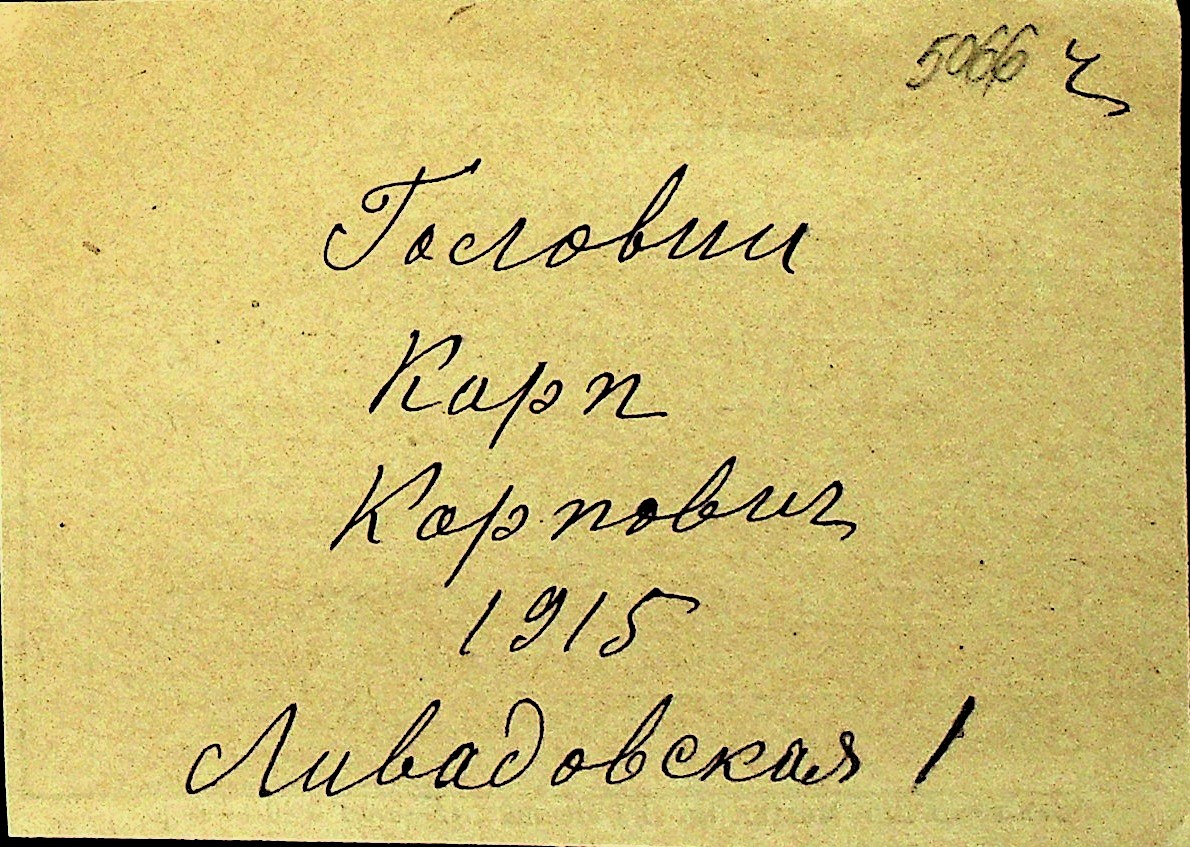 5066 ч
Головин
Карп
Карпович
1915
Ливадовская 1